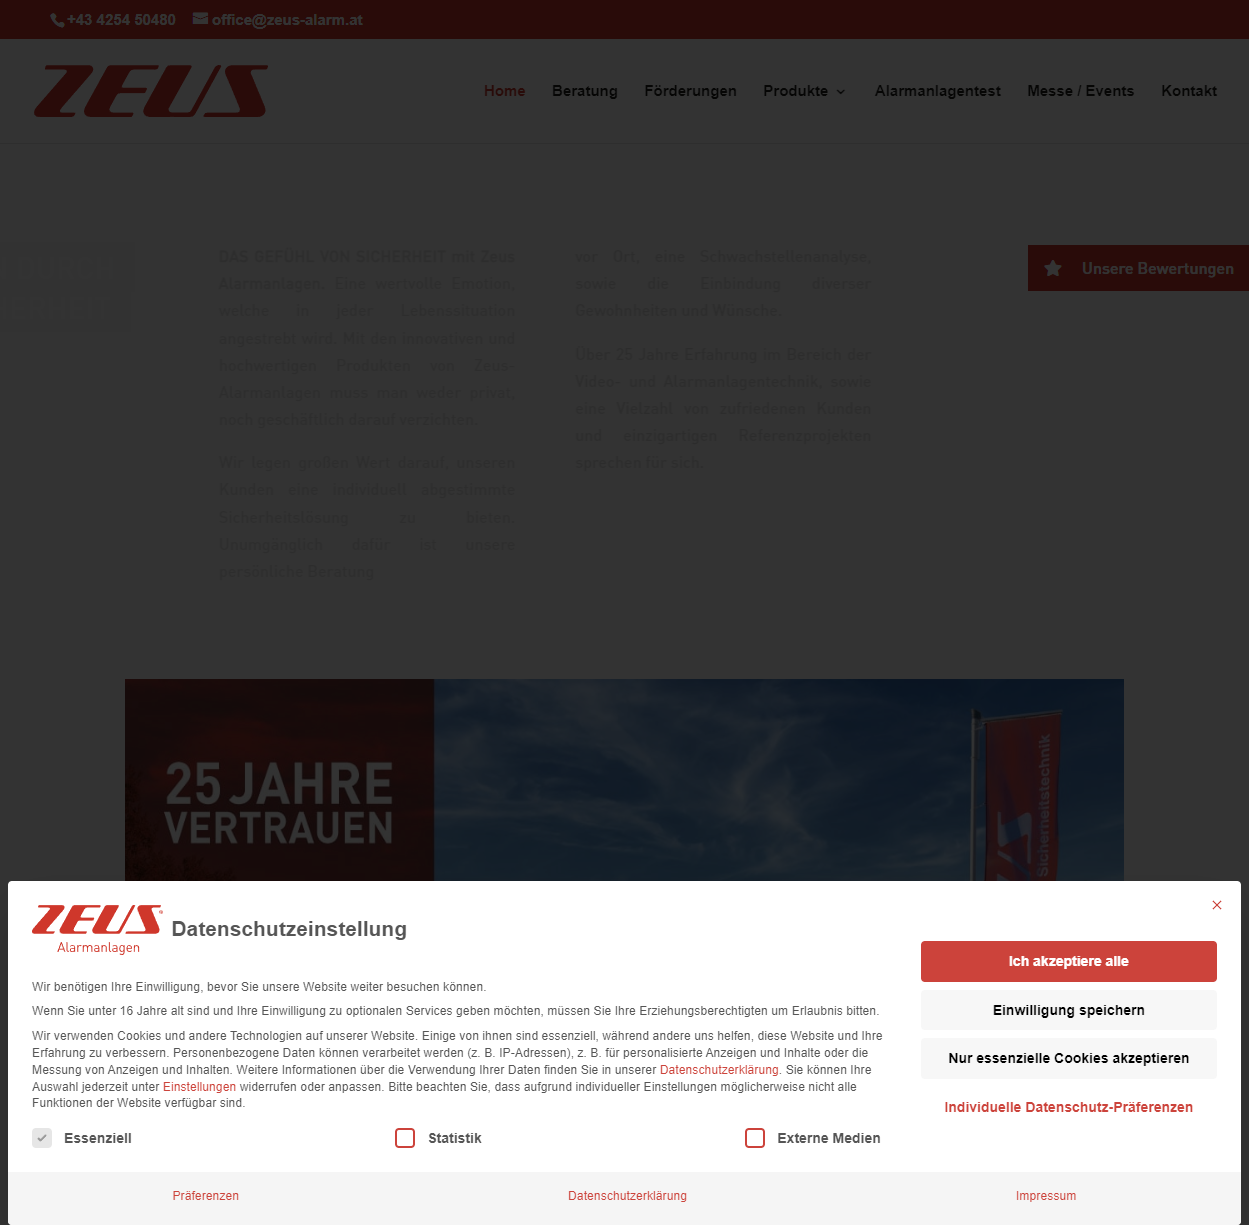 +43 4254 50480 office@zeus-alarm.at
ZEUS
Home Beratung Förderungen Produkte Alarmanlagentest Messe / Events Kontakt
DAS GEFÜHL VON SICHERHEIT mit Zeus
Alarmanlagen. Eine wertvolle Emotion,
welche in jeder Lebenssituation
angestrebt wird. Mit den innovativen und
hochwertigen Produkten von Zeus-
Alarmanlagen muss man weder privat,
noch geschäftlich darauf verzichten.
Wir legen großen Wert darauf, unseren
Kunden eine individuell abgestimmte
Sicherheitslösung zu bieten.
Unumgänglich dafür ist unsere
persönliche Beratung
vor Ort, eine Schwachstellenanalyse,
sowie die Einbindung diverser
Gewohnheiten und Wünsche.
Über 25 Jahre Erfahrung im Bereich der
Video- und Alarmanlagentechnik, sowie
eine Vielzahl von zufriedenen Kunden
und einzigartigen Referenzprojekten
sprechen für sich.
Unsere Bewertungen
25 JAHRE
VERTRAUEN
Sicherheitstechnik
ZEUS
Alarmanlagen
Datenschutzeinstellung
Wir benötigen Ihre Einwilligung, bevor Sie unsere Website weiter besuchen können.
Wenn Sie unter 16 Jahre alt sind und Ihre Einwilligung zu optionalen Services geben möchten, müssen Sie Ihre Erziehungsberechtigten um Erlaubnis bitten.
Wir verwenden Cookies und andere Technologien auf unserer Website. Einige von ihnen sind essenziell, während andere uns helfen, diese Website und Ihre
Erfahrung zu verbessern. Personenbezogene Daten können verarbeitet werden (z. B. IP-Adressen), z. B. für personalisierte Anzeigen und Inhalte oder die
Messung von Anzeigen und Inhalten. Weitere Informationen über die Verwendung Ihrer Daten finden Sie in unserer Datenschutzerklärung. Sie können Ihre
Auswahl jederzeit unter Einstellungen widerrufen oder anpassen. Bitte beachten Sie, dass aufgrund individueller Einstellungen möglicherweise nicht alle
Funktionen der Website verfügbar sind.
Essenziell Statistik Externe Medien
Ich akzeptiere alle
Einwilligung speichern
Nur essenzielle Cookies akzeptieren
Individuelle Datenschutz-Präferenzen
Präferenzen Datenschutzerklärung Impressum